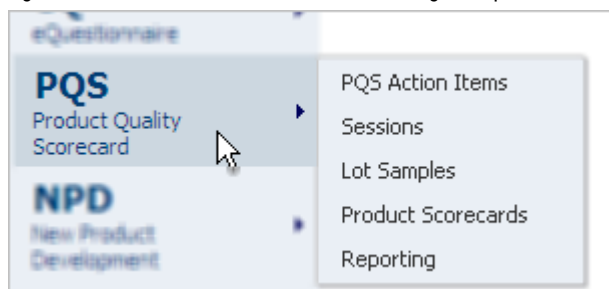 eQuestionnaire
PQS
Product Quality
Scorecard
NPD
New Product
Development
PQS Action Items
Sessions
Lot Samples
Product Scorecards
Reporting